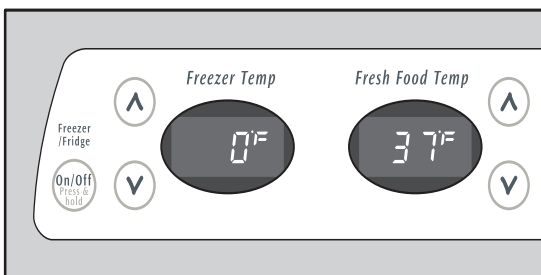 Freezer Temp
Fresh Food Temp
0°F
37°F
Freezer
/Fridge
On/Off
Press &
hold